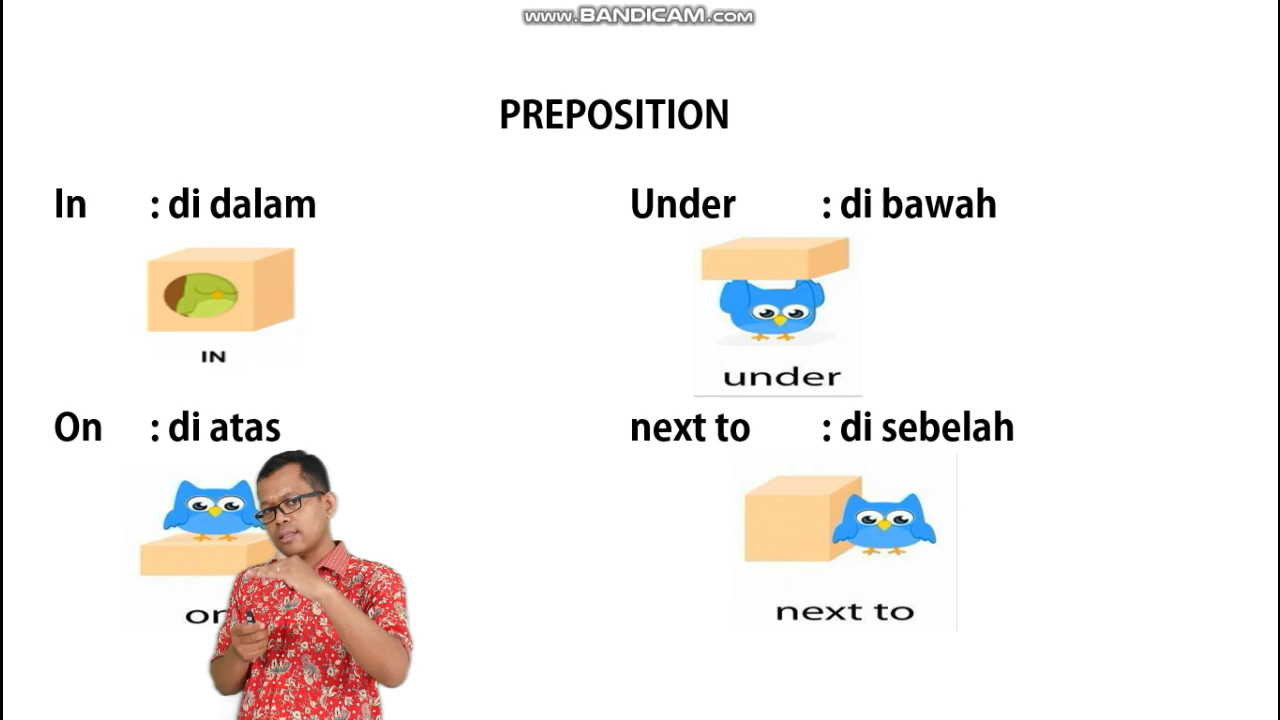 www.BANDICAM.com
PREPOSITION
In : di dalam
IN
Under : di bawah
under
On : di atas
on
next to : di sebelah
next to